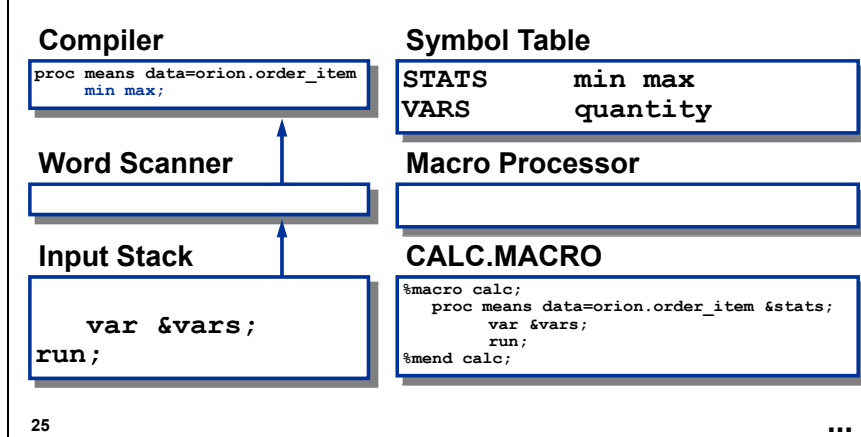 Compiler
proc means data=orion.order_item
min max;
Symbol Table
STATS min max
VARS quantity
Word Scanner
Macro Processor
Input Stack
var &vars;
run;
CALC.MACRO
%macro calc;
proc means data=orion.order_item &stats;
var &vars;
run;
%mend calc;
25
...